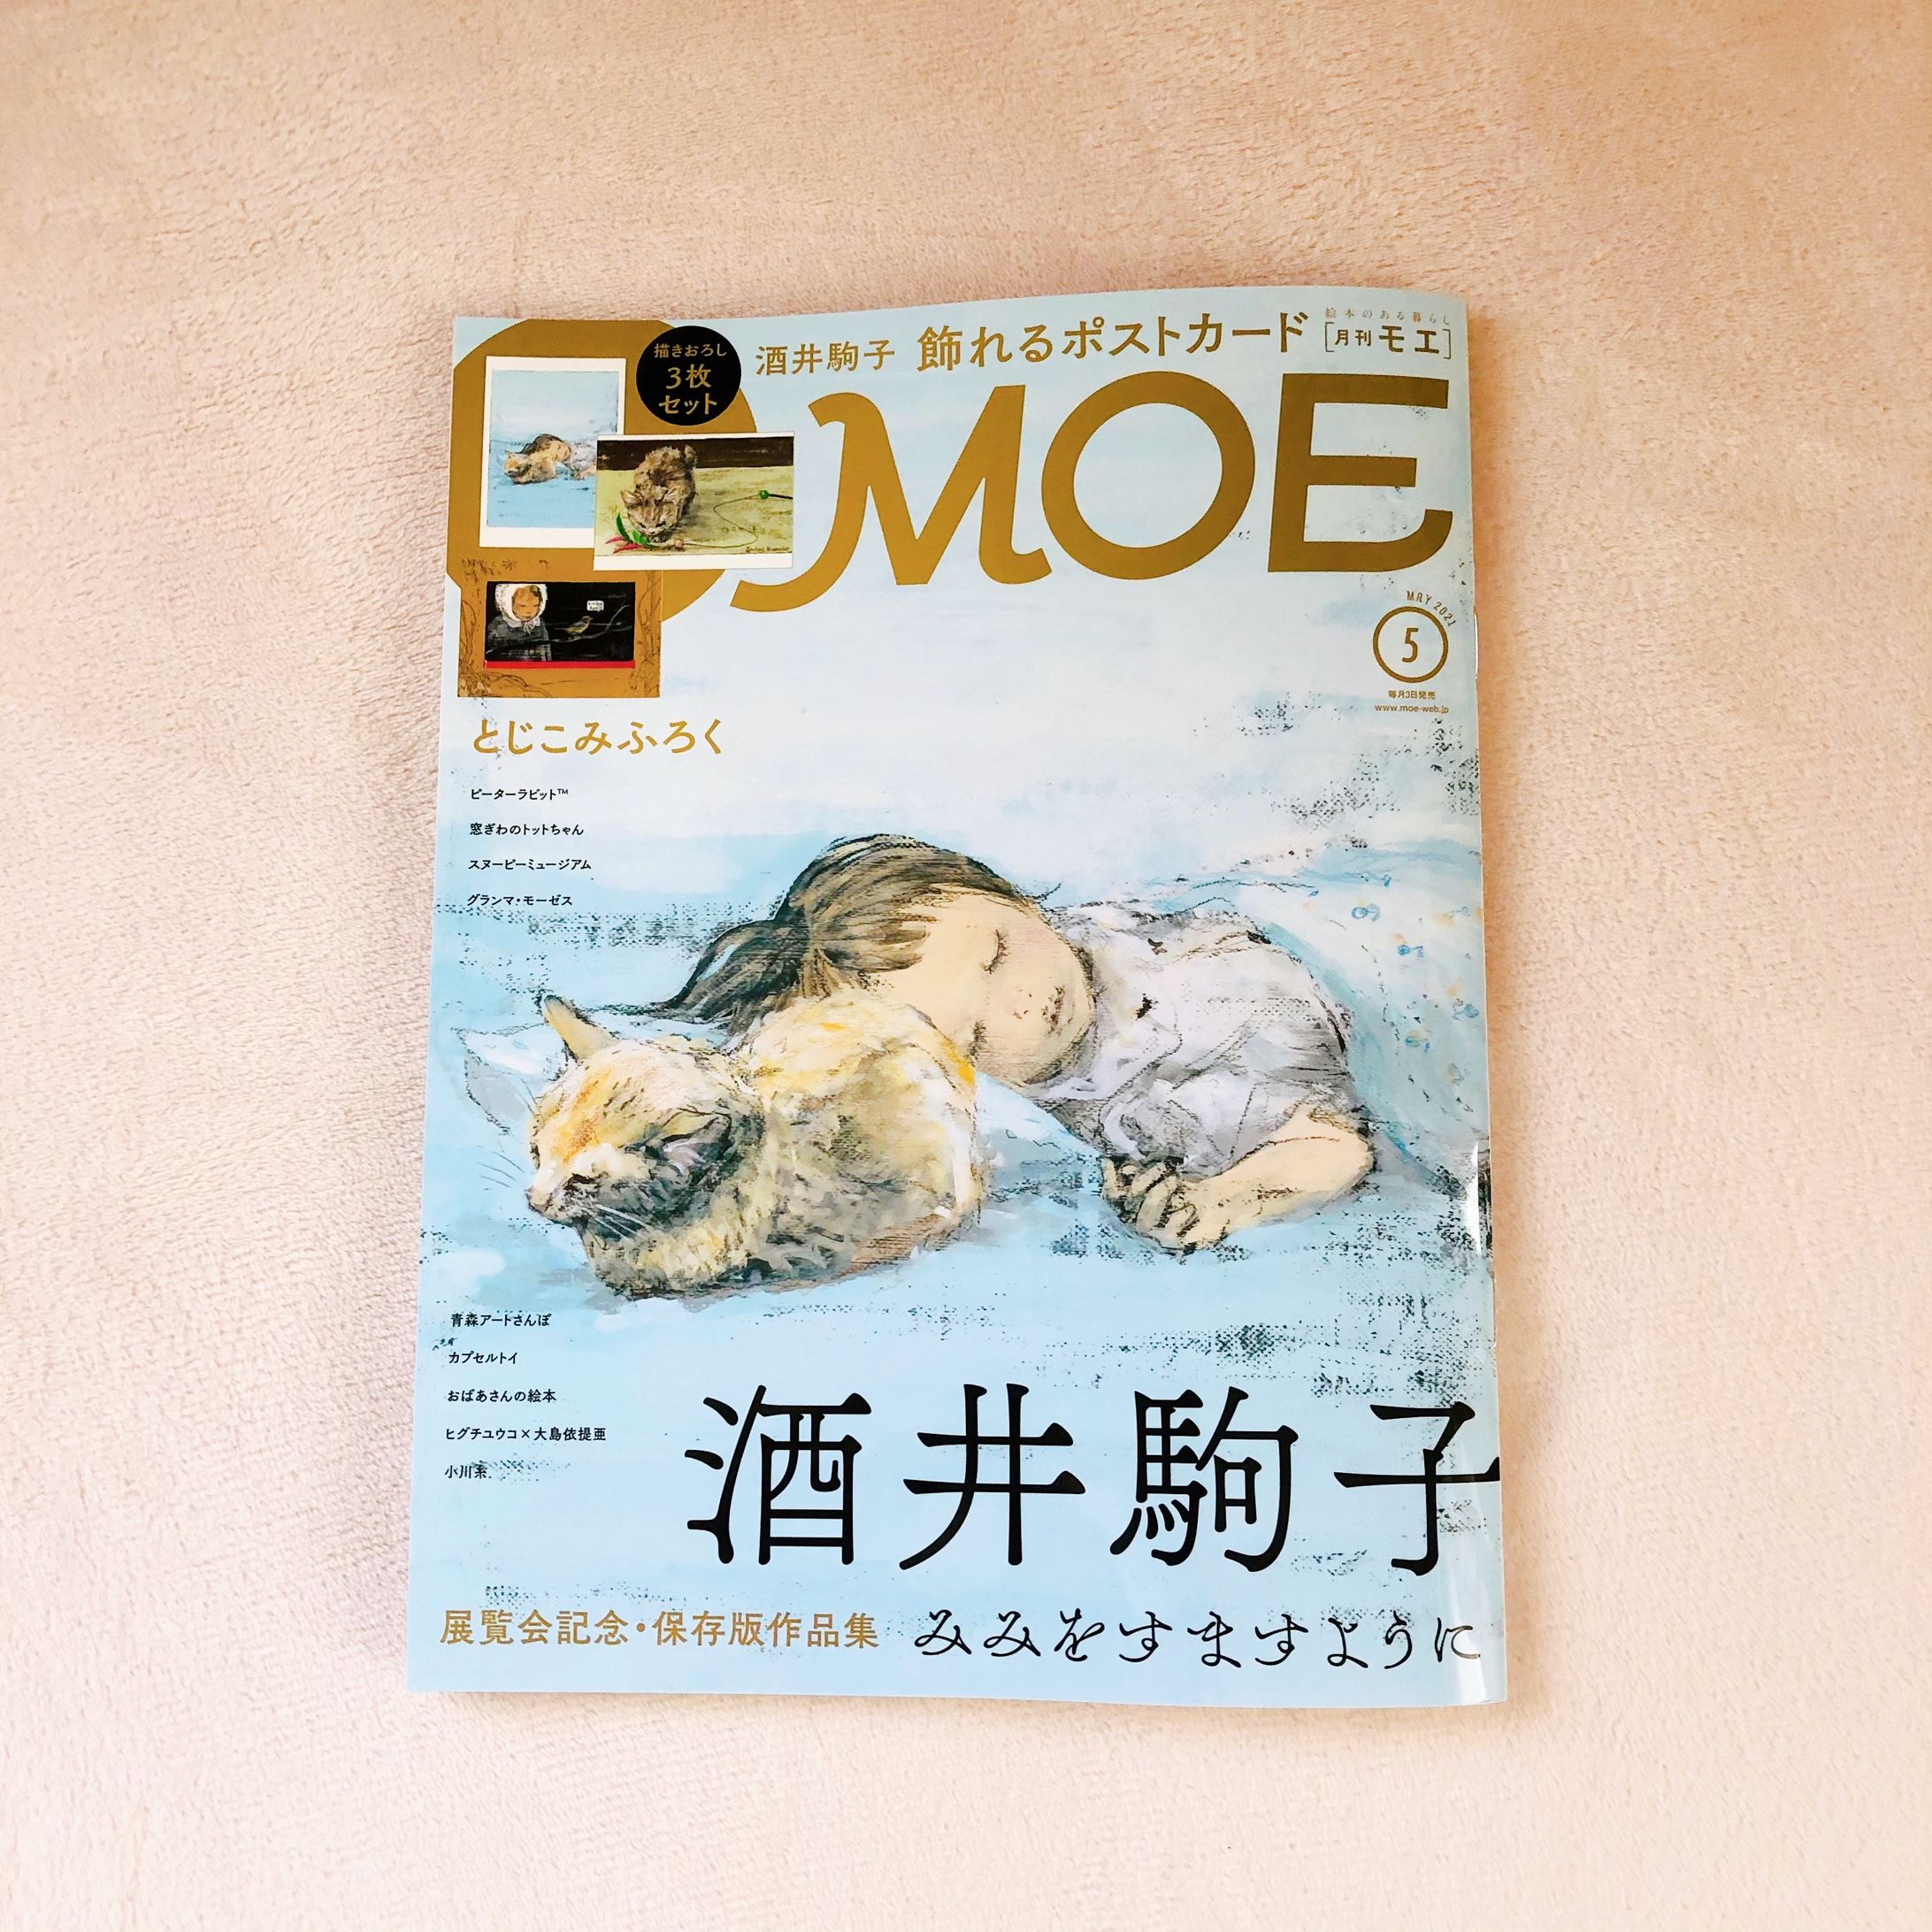 描きおろし
3枚
セット
酒井駒子 飾れるポストカード
絵本のある暮らし
[月刊モエ]
MOE
MAY 2021
5
毎月3日発売
www.moe-web.jp
とじこみふろく
ピーターラビット™
窓ぎわのトットちゃん
スヌーピーミュージアム
グランマ・モーゼス
青森アートさんぽ
カプセルトイ
おばあさんの絵本
ヒグチユウコ×大島依提亜
小川糸
酒井駒子
展覧会記念・保存版作品集 みみをすますように